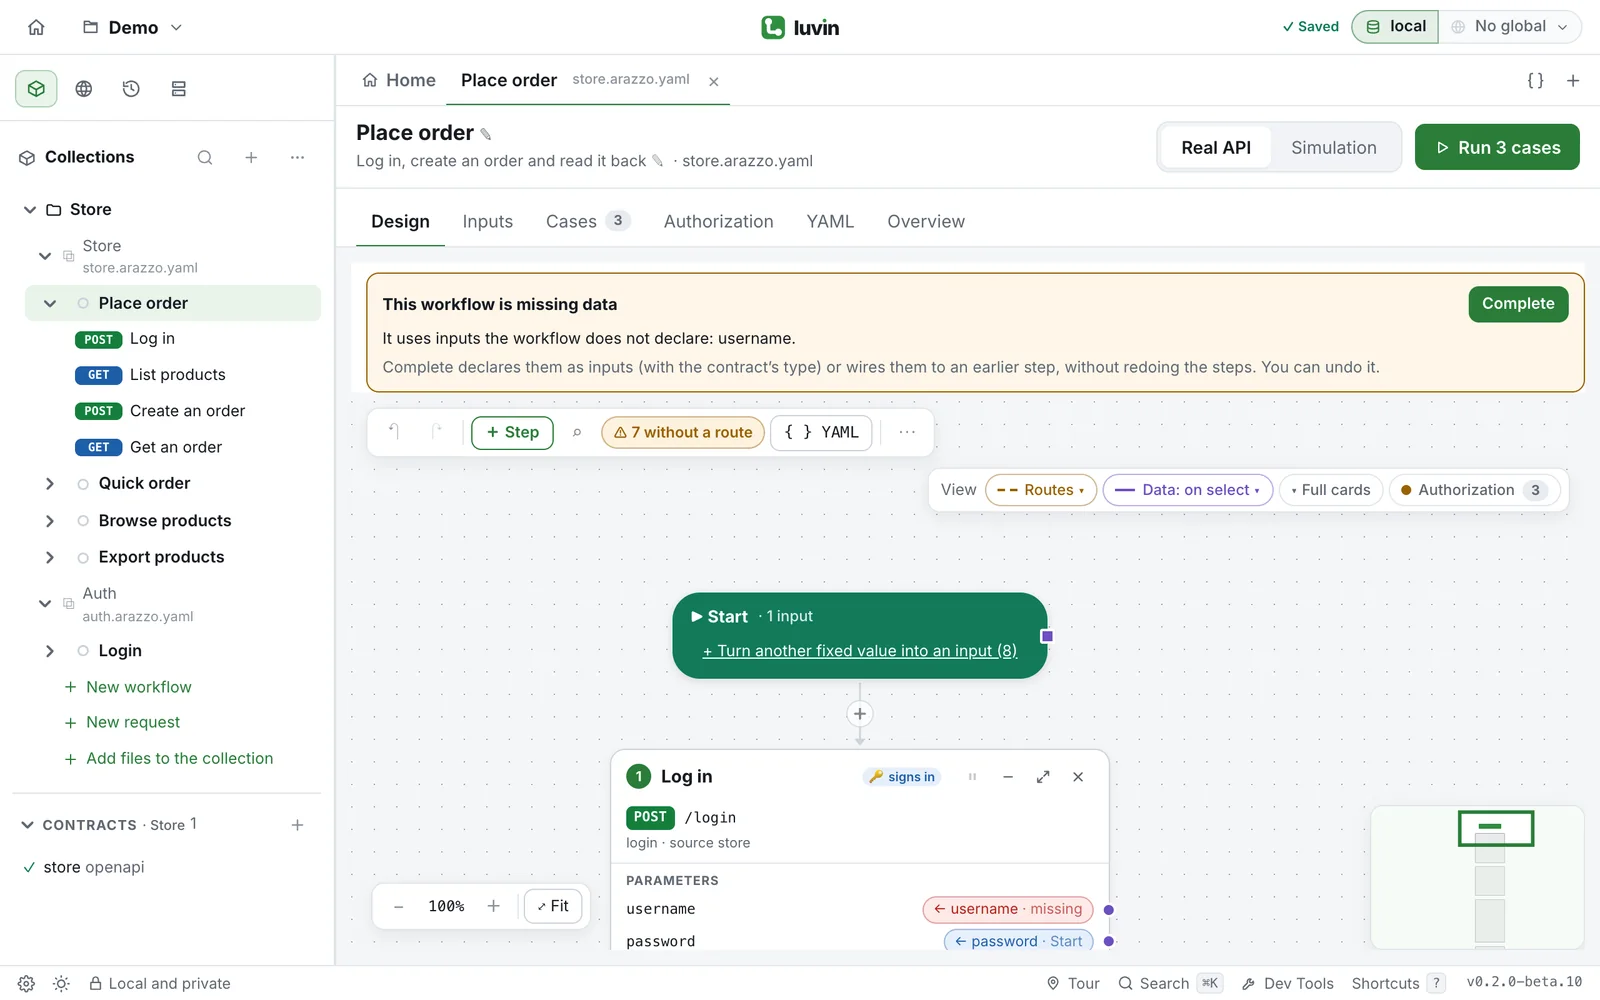 Demo
luvin
Saved
local
No global
Home
Place order store.arazzo.yaml
Collections
Store
Store
store.arazzo.yaml
Place order
POST Log in
GET List products
POST Create an order
GET Get an order
Quick order
Browse products
Export products
Auth
auth.arazzo.yaml
Login
+ New workflow
+ New request
+ Add files to the collection
CONTRACTS · Store 1
store openapi
Place order
Log in, create an order and read it back · store.arazzo.yaml
Real API
Simulation
Run 3 cases
Design
Inputs
Cases 3
Authorization
YAML
Overview
This workflow is missing data
It uses inputs the workflow does not declare: username.
Complete declares them as inputs (with the contract’s type) or wires them to an earlier step, without redoing the steps. You can undo it.
Complete
+ Step
7 without a route
{ } YAML
View
Routes
Data: on select
Full cards
Authorization 3
Start · 1 input
+ Turn another fixed value into an input (8)
1 Log in
signs in
POST /login
login · source store
PARAMETERS
username
← username · missing
password
← password · Start
− 100% +
Fit
Local and private
Tour
Search ⌘K
Dev Tools
Shortcuts ?
v0.2.0-beta.10